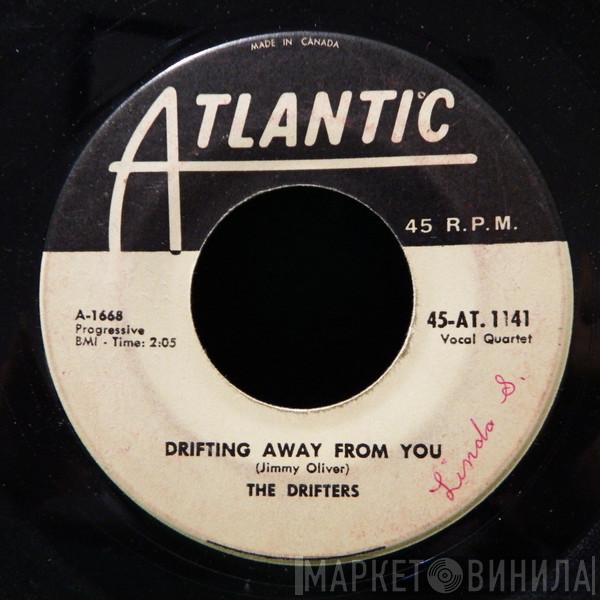 MADE IN CANADA
ATLANTIC
45 R.P.M.
A-1668
Progressive
BMI - Time: 2:05
45-AT. 1141
Vocal Quartet
Linda S.
DRIFTING AWAY FROM YOU
(Jimmy Oliver)
THE DRIFTERS
МАРКЕТ ВИНИЛА